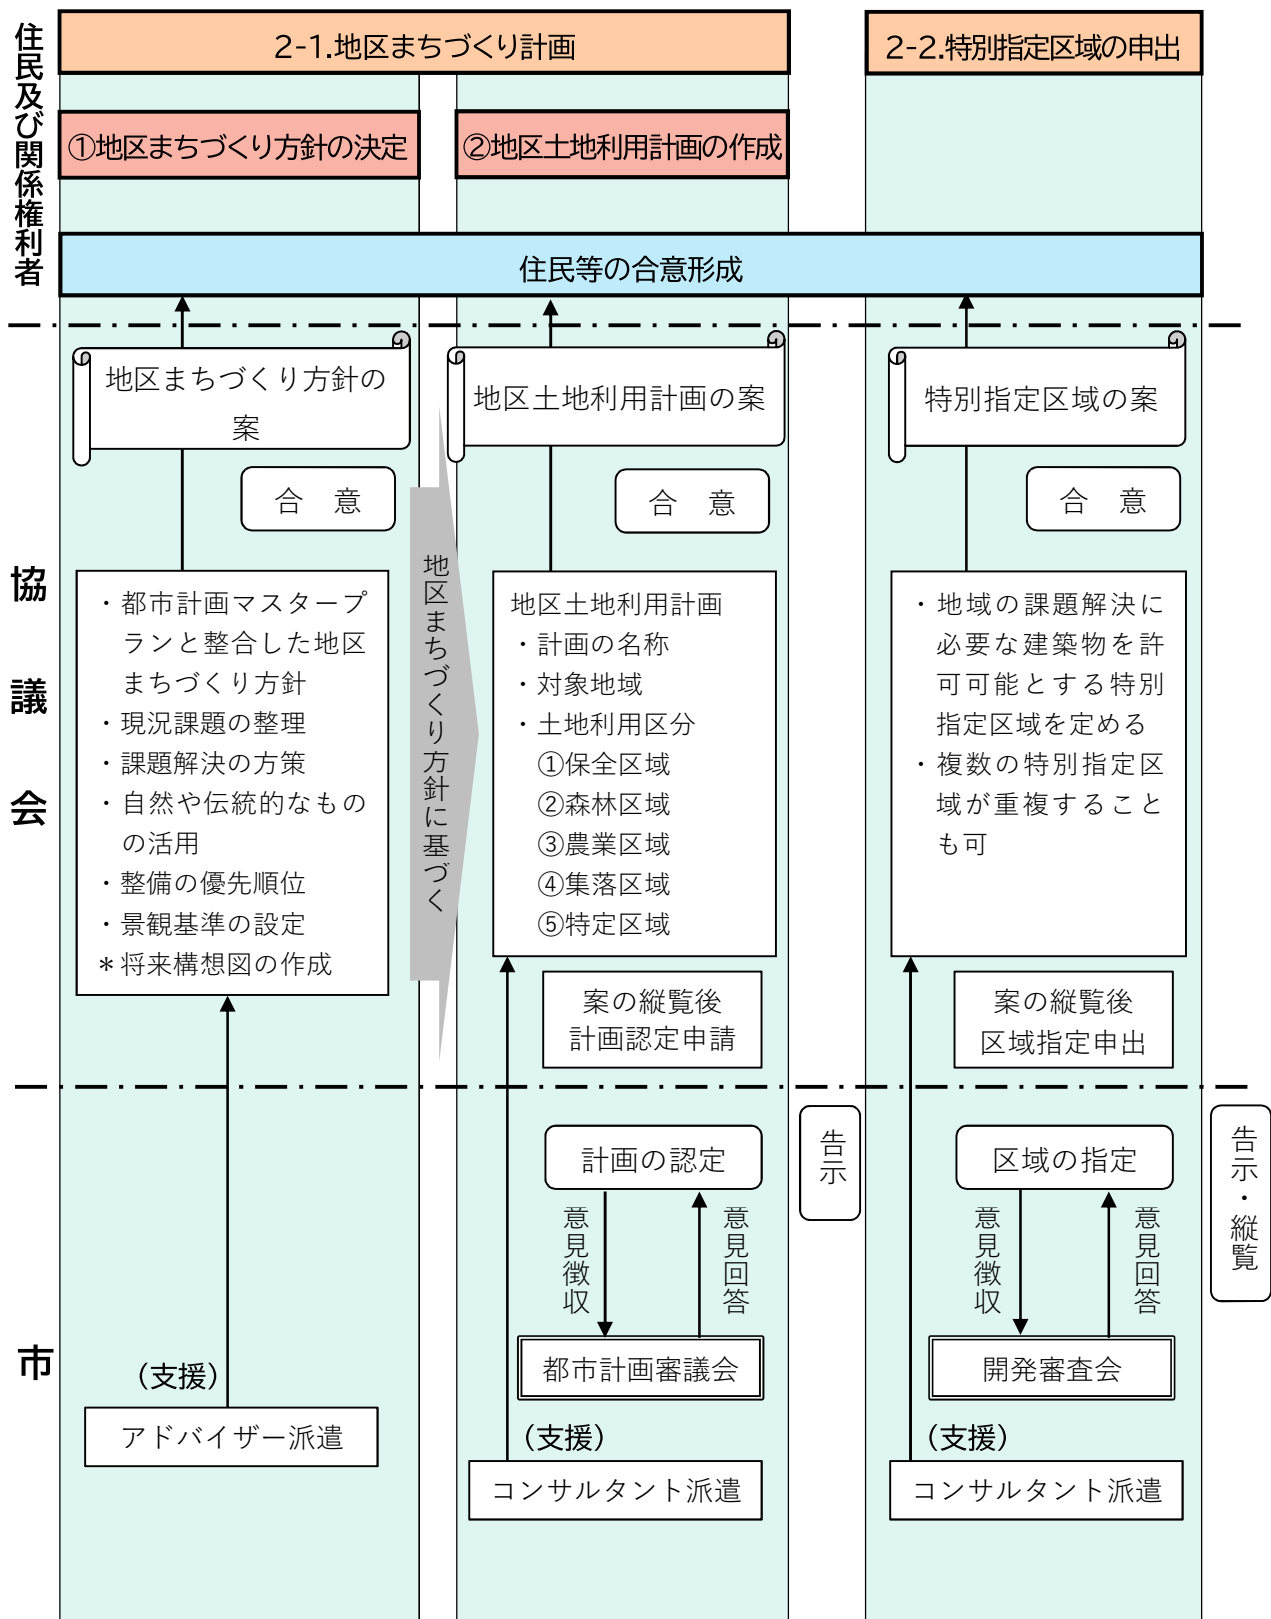 住民及び関係権利者
2-1.地区まちづくり計画
2-2.特別指定区域の申出
①地区まちづくり方針の決定
②地区土地利用計画の作成
住民等の合意形成
協議会
地区まちづくり方針の
案
合　意
・都市計画マスタープ
ランと整合した地区
まちづくり方針
・現況課題の整理
・課題解決の方策
・自然や伝統的なもの
の活用
・整備の優先順位
・景観基準の設定
＊将来構想図の作成
地区まちづくり方針に基づく
地区土地利用計画の案
合　意
地区土地利用計画
・計画の名称
・対象地域
・土地利用区分
①保全区域
②森林区域
③農業区域
④集落区域
⑤特定区域
案の縦覧後
計画認定申請
特別指定区域の案
合　意
・地域の課題解決に
必要な建築物を許
可可能とする特別
指定区域を定める
・複数の特別指定区
域が重複すること
も可
案の縦覧後
区域指定申出
市
（支援）
アドバイザー派遣
計画の認定
意見徴収
意見回答
都市計画審議会
（支援）
コンサルタント派遣
告示
区域の指定
意見徴収
意見回答
開発審査会
（支援）
コンサルタント派遣
告示・縦覧